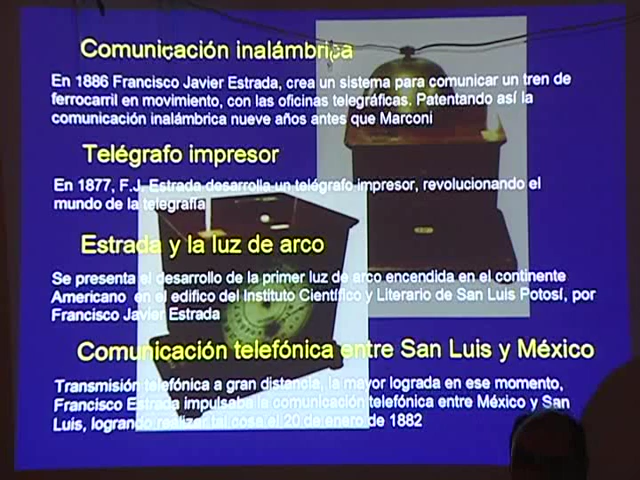 Comunicación inalámbrica
En 1886 Francisco Javier Estrada, crea un sistema para comunicar un tren de
ferrocarril en movimiento, con las oficinas telegráficas. Patentando así la
comunicación inalámbrica nueve años antes que Marconi
Telégrafo impresor
En 1877, F.J. Estrada desarrolla un telégrafo impresor, revolucionando el
mundo de la telegrafía
Estrada y la luz de arco
Se presenta el desarrollo de la primer luz de arco encendida en el continente
Americano en el edifico del Instituto Científico y Literario de San Luis Potosí, por
Francisco Javier Estrada
Comunicación telefónica entre San Luis y México
Transmisión telefónica a gran distancia, la mayor lograda en ese momento,
Francisco Estrada impulsaba la comunicación telefónica entre México y San
Luis, logrando realizar tal cosa el 20 de enero de 1882